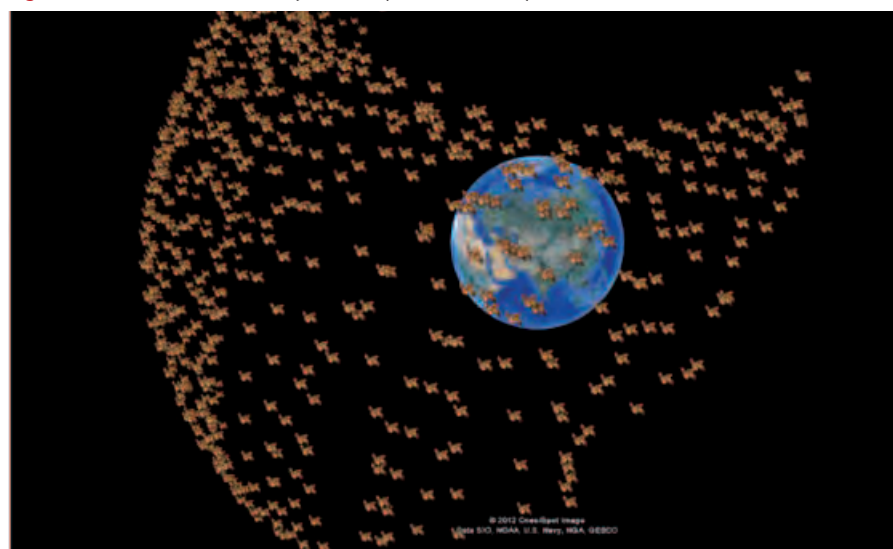 © 2012 Cnes/Spot Image
Data SIO, NOAA, U.S. Navy, NGA, GEBCO